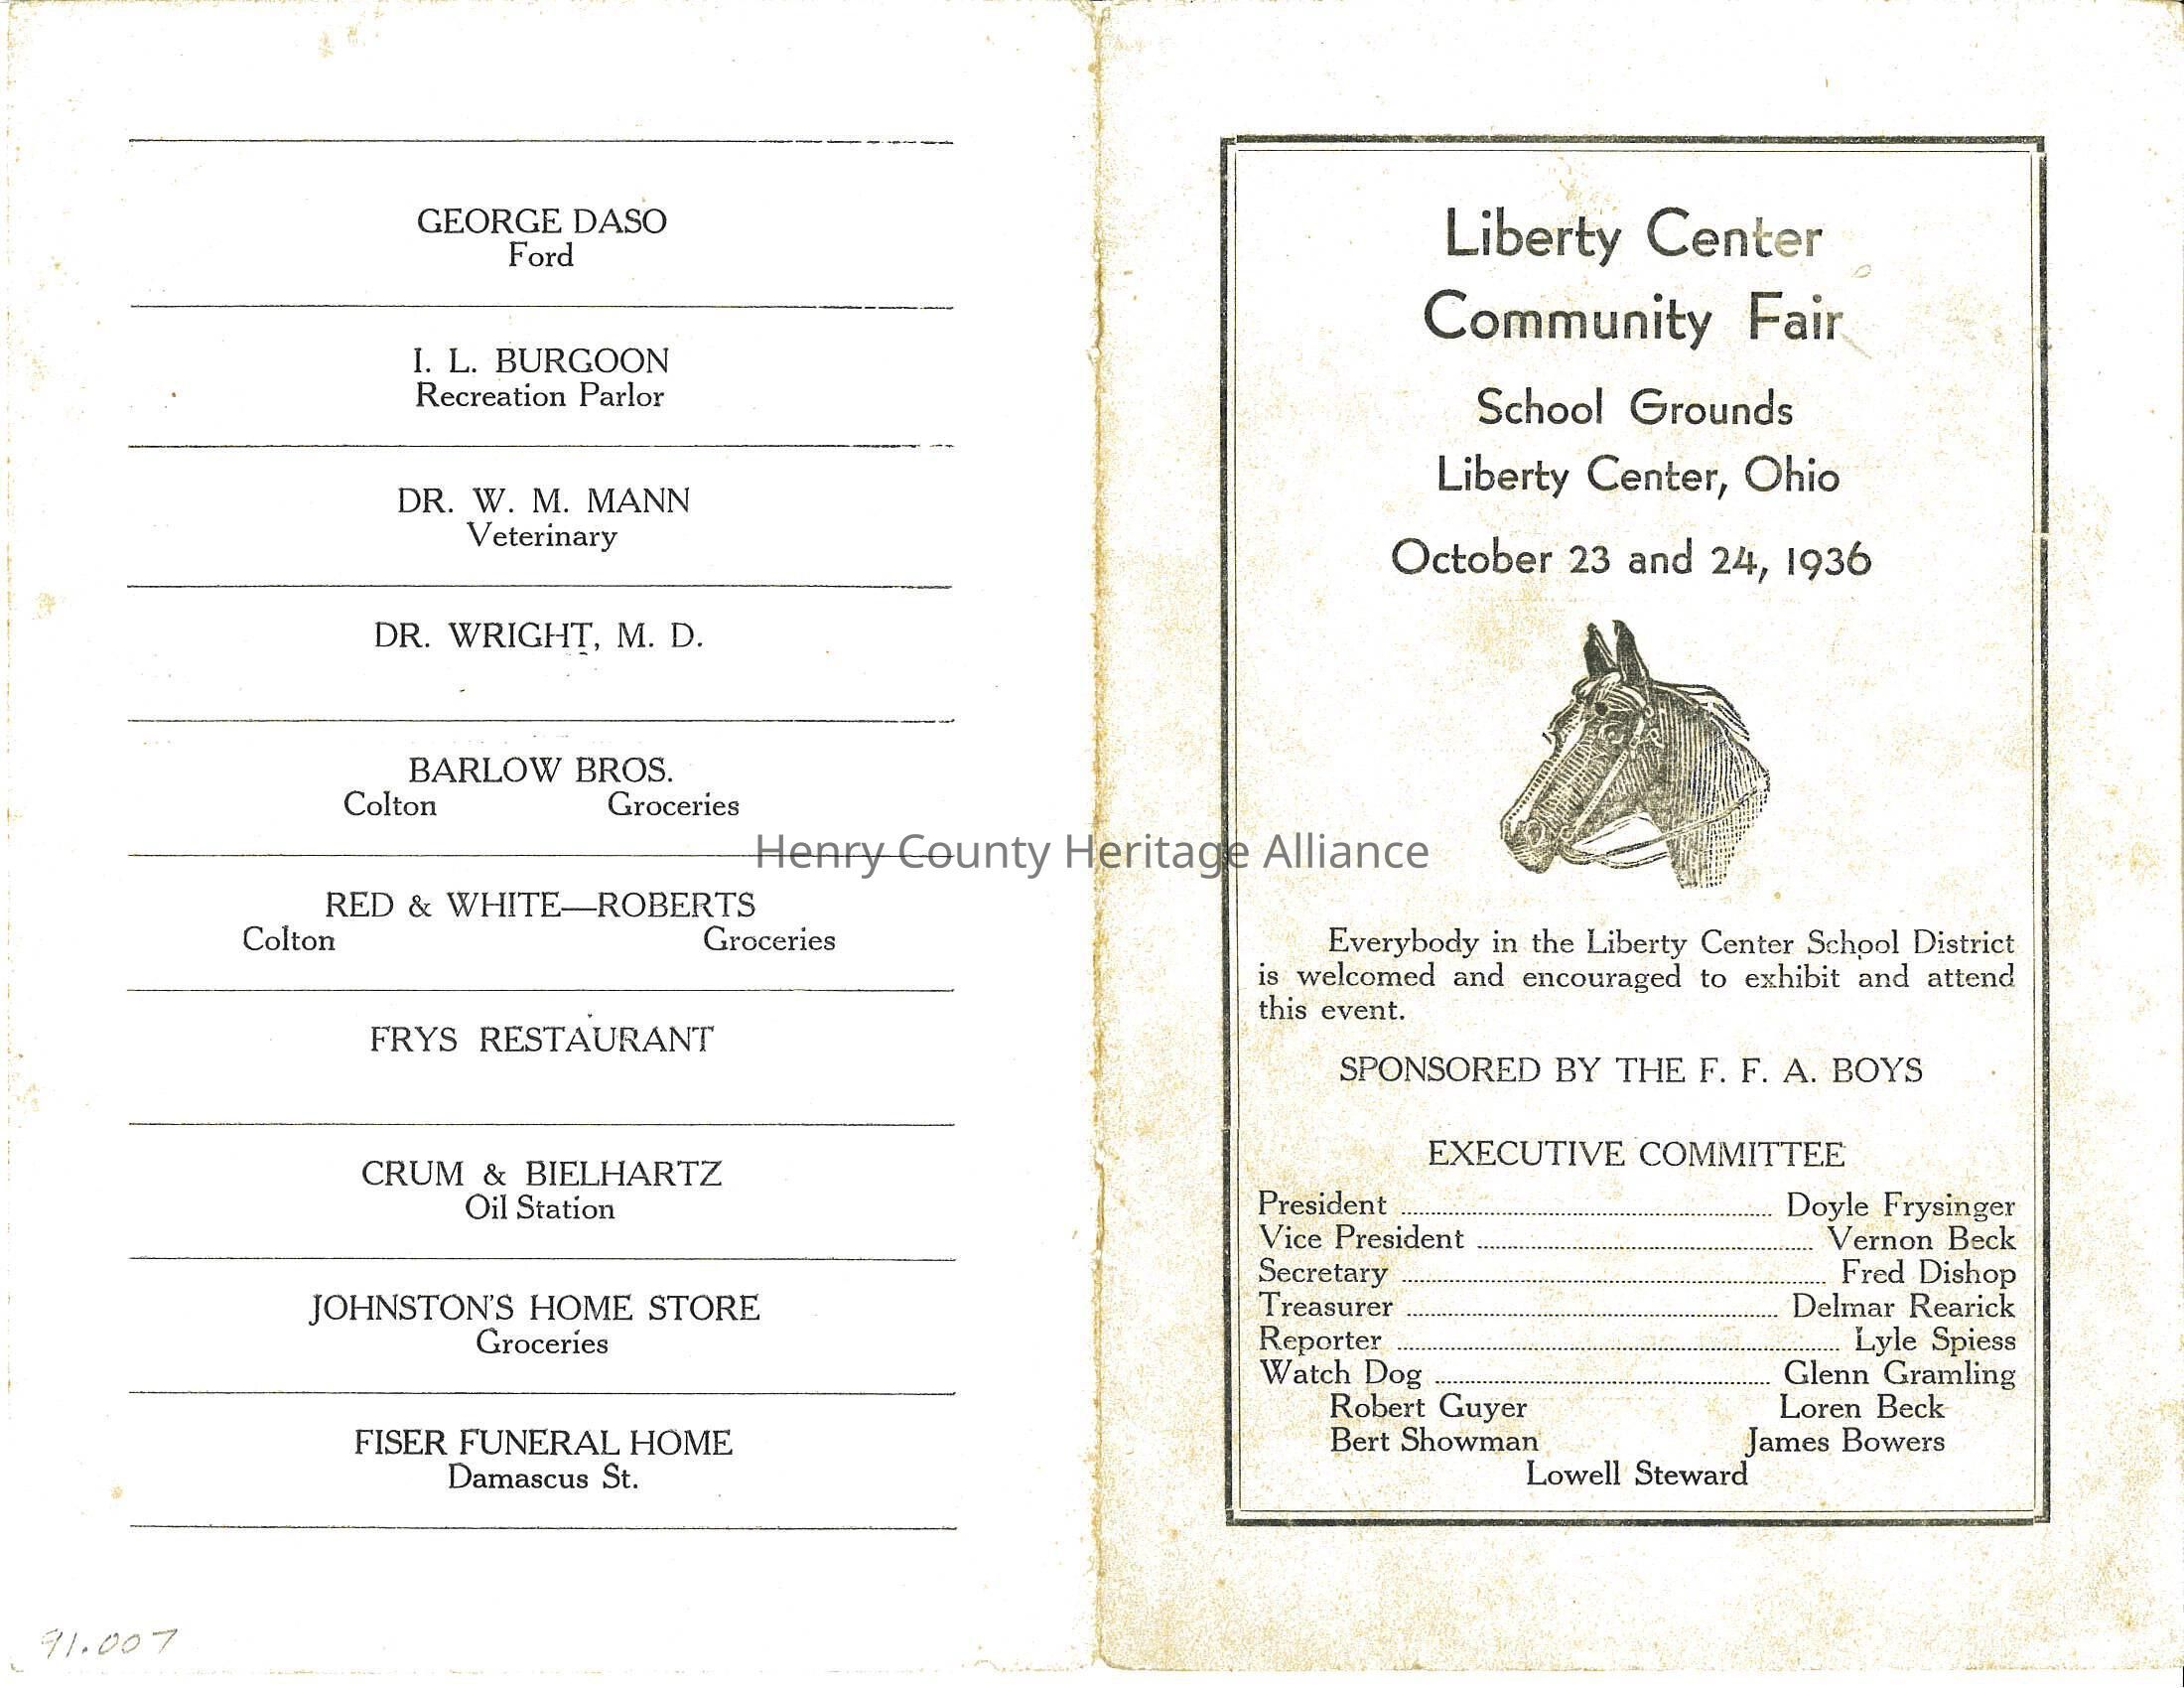 GEORGE DASO
Ford
I. L. BURGOON
Recreation Parlor
DR. W. M. MANN
Veterinary
DR. WRIGHT, M. D.
BARLOW BROS.
Colton Groceries
RED & WHITE—ROBERTS
Colton Groceries
FRYS RESTAURANT
CRUM & BIELHARTZ
Oil Station
JOHNSTON'S HOME STORE
Groceries
FISER FUNERAL HOME
Damascus St.
91.007
Henry County Heritage Alliance
Liberty Center
Community Fair
School Grounds
Liberty Center, Ohio
October 23 and 24, 1936
Everybody in the Liberty Center School District
is welcomed and encouraged to exhibit and attend
this event.
SPONSORED BY THE F. F. A. BOYS
EXECUTIVE COMMITTEE
President ........ Doyle Frysinger
Vice President ........ Vernon Beck
Secretary ........ Fred Dishop
Treasurer ........ Delmar Rearick
Reporter ........ Lyle Spiess
Watch Dog ........ Glenn Gramling
Robert Guyer Loren Beck
Bert Showman James Bowers
Lowell Steward